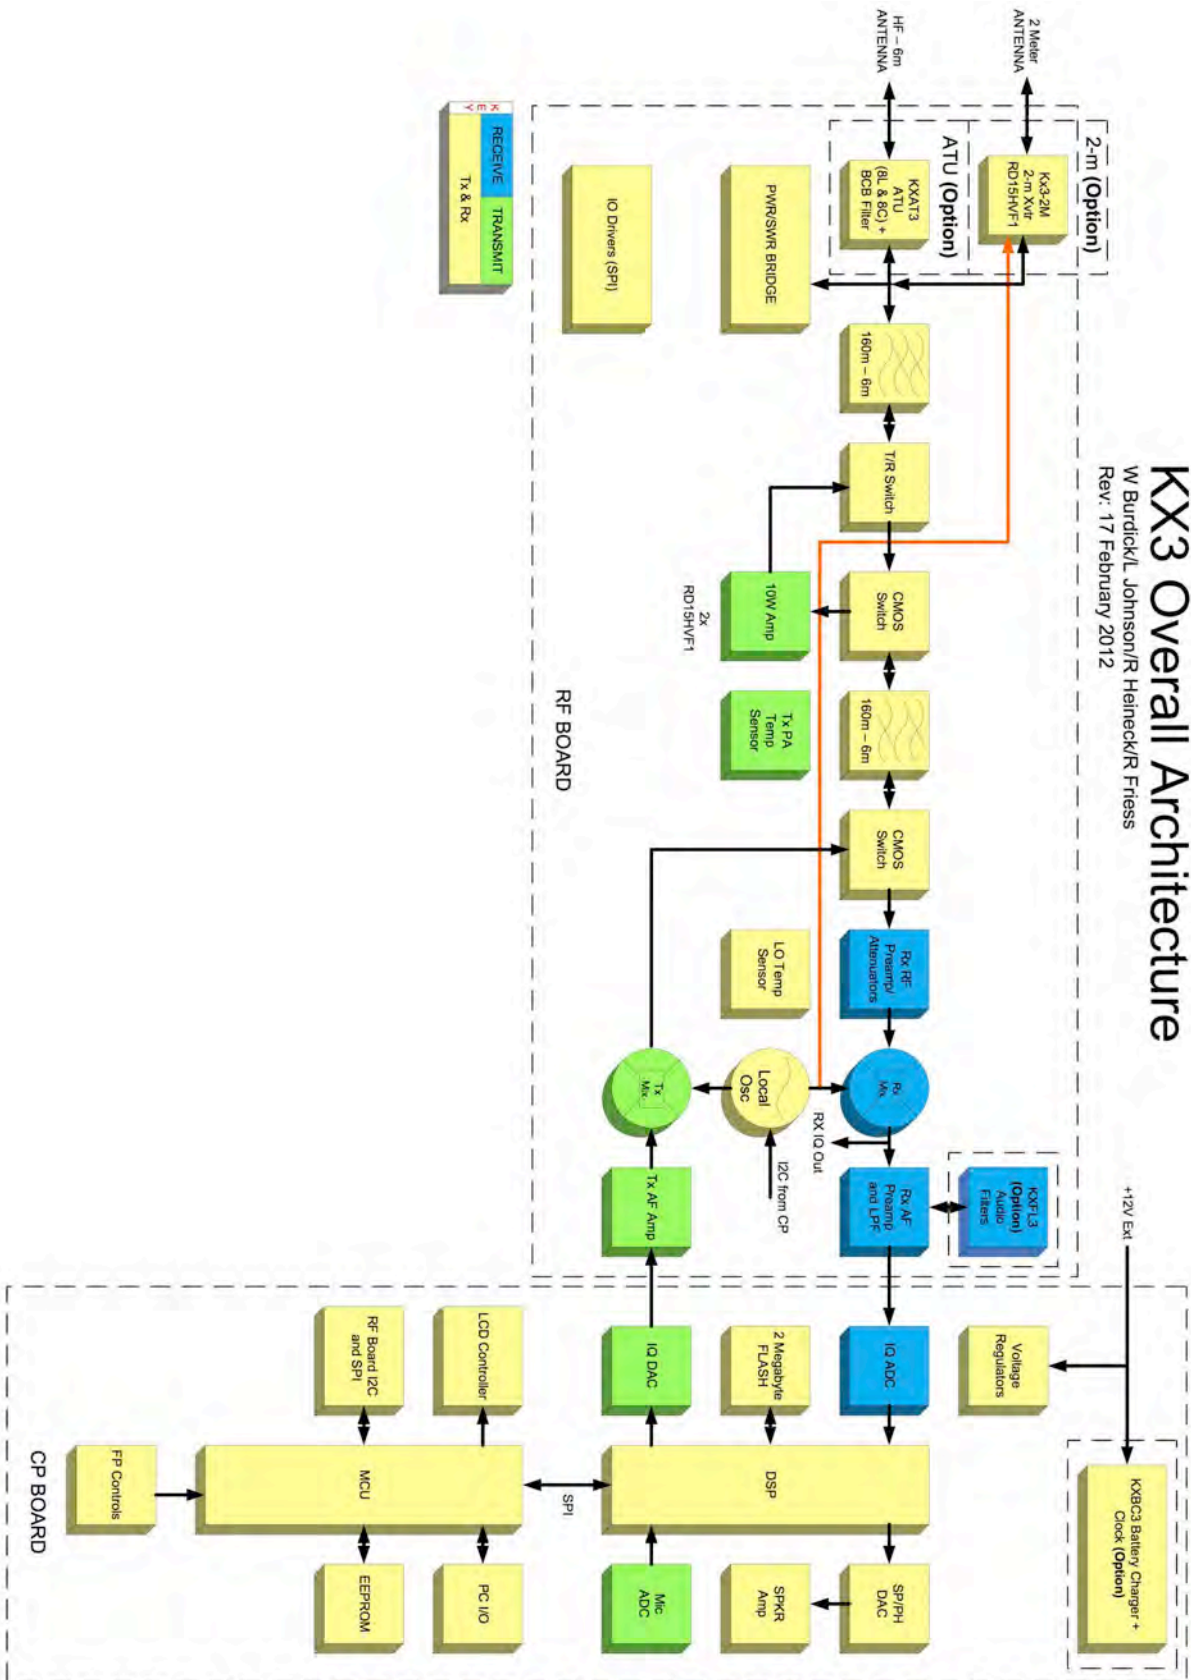 KX3 Overall Architecture
W Burdick/L Johnson/R Heineck/R Friess
Rev: 17 February 2012
2 Meter
ANTENNA
2-m (Option)
Kx3-2M
2-m Xvtr
RD15HVF1
HF – 6m
ANTENNA
ATU (Option)
KXAT3
ATU
(8L & 8C) +
BCB Filter
160m – 6m
T/R Switch
CMOS
Switch
160m – 6m
CMOS
Switch
Rx RF
Preamp/
Attenuators
Rx
Mix.
RX IQ Out
Rx AF
Preamp
and LPF
KXFL3
(Option)
Audio
Filters
PWR/SWR BRIDGE
10W Amp
2x
RD15HVF1
Tx PA
Temp
Sensor
LO Temp
Sensor
Local
Osc
I2C from CP
IO Drivers (SPI)
Tx
Mix.
Tx AF Amp
RF BOARD
KEY
RECEIVE
TRANSMIT
Tx & Rx
+12V Ext
KXBC3 Battery Charger +
Clock (Option)
Voltage
Regulators
IQ ADC
DSP
SP/PH
DAC
2 Megabyte
FLASH
SPKR
Amp
IQ DAC
Mic
ADC
SPI
LCD Controller
MCU
PC I/O
RF Board I2C
and SPI
EEPROM
FP Controls
CP BOARD